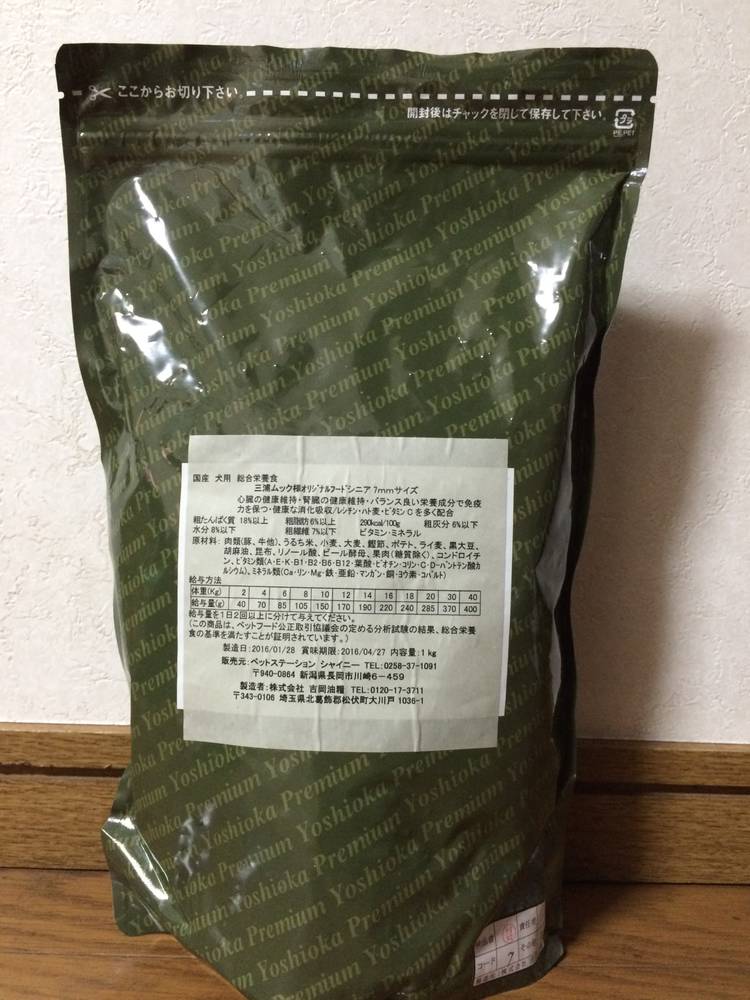 ここからお切り下さい。
開封後はチャックを閉じて保存して下さい。
プラ
PE,PET
Yoshioka Premium Yoshioka Premium Yoshioka Premium
国産 犬用 総合栄養食
三浦ムック様オリジナルフードシニア 7mmサイズ
心臓の健康維持・腎臓の健康維持・バランス良い栄養成分で免疫
力を保つ・健康な消化吸収/レシチン・小麦・ビタミンCを多く配合
粗たんぱく質 18%以上 粗脂肪 6%以上 290kcal/100g 粗灰分 6%以下
水分 8%以下 粗繊維 7%以下 ビタミン・ミネラル
原材料: 肉類(豚、牛他)、うるち米、小麦、大麦、鰹節、ポテト、ライ麦、黒大豆、
胡麻油、昆布、リノール酸、ビール酵母、果肉(糖質除く)、コンドロイチ
ン、ビタミン類(A・E・K・B1・B2・B6・B12・葉酸・ビオチン・コリン・C・D・パントテン酸カ
ルシウム)、ミネラル類(Ca・リン・Mg・鉄・亜鉛・マンガン・銅・ヨウ素・コバルト)
給与方法
体重(Kg) 2 4 6 8 10 12 14 16 18 20 30 40
給与量(g) 40 70 85 105 150 170 190 220 240 285 370 400
給与量を1日2回以上に分けて与えてください。
(この商品は、ペットフード公正取引協議会の定める分析試験の結果、総合栄養
食の基準を満たすことが証明されています。)
製造日:2016/01/28 賞味期限:2016/04/27 内容量:1kg
販売元:ペットステーション シャイニー TEL:0258-37-1091
〒940-0864 新潟県長岡市川崎6-459
製造者:株式会社 吉岡油糧 TEL:0120-17-3711
〒343-0106 埼玉県北葛飾郡松伏町大川戸 1036-1
責任者
コード 7 その他
株式会社